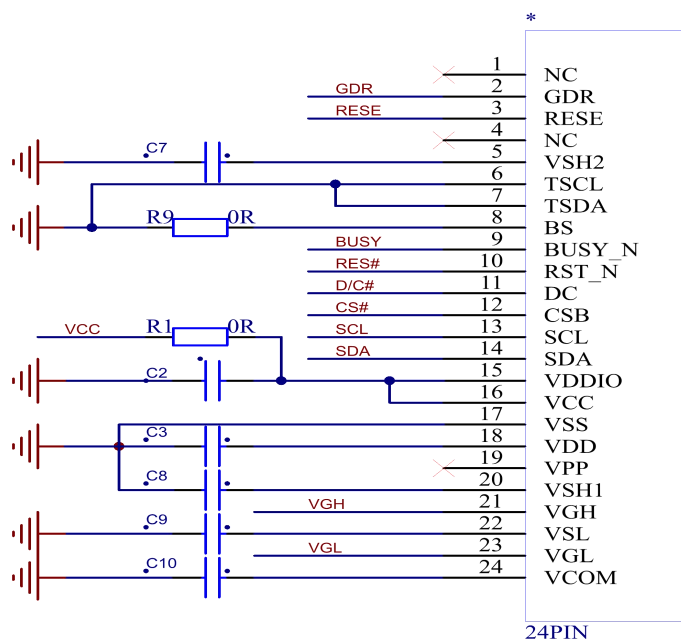 *
1 NC
GDR 2 GDR
RESE 3 RESE
4 NC
C7 5 VSH2
6 TSCL
7 TSDA
R9 0R 8 BS
BUSY 9 BUSY_N
RES# 10 RST_N
D/C# 11 DC
CS# 12 CSB
VCC R1 0R SCL 13 SCL
SDA 14 SDA
C2 15 VDDIO
16 VCC
17 VSS
C3 18 VDD
19 VPP
C8 20 VSH1
VGH 21 VGH
C9 22 VSL
VGL 23 VGL
C10 24 VCOM
24PIN